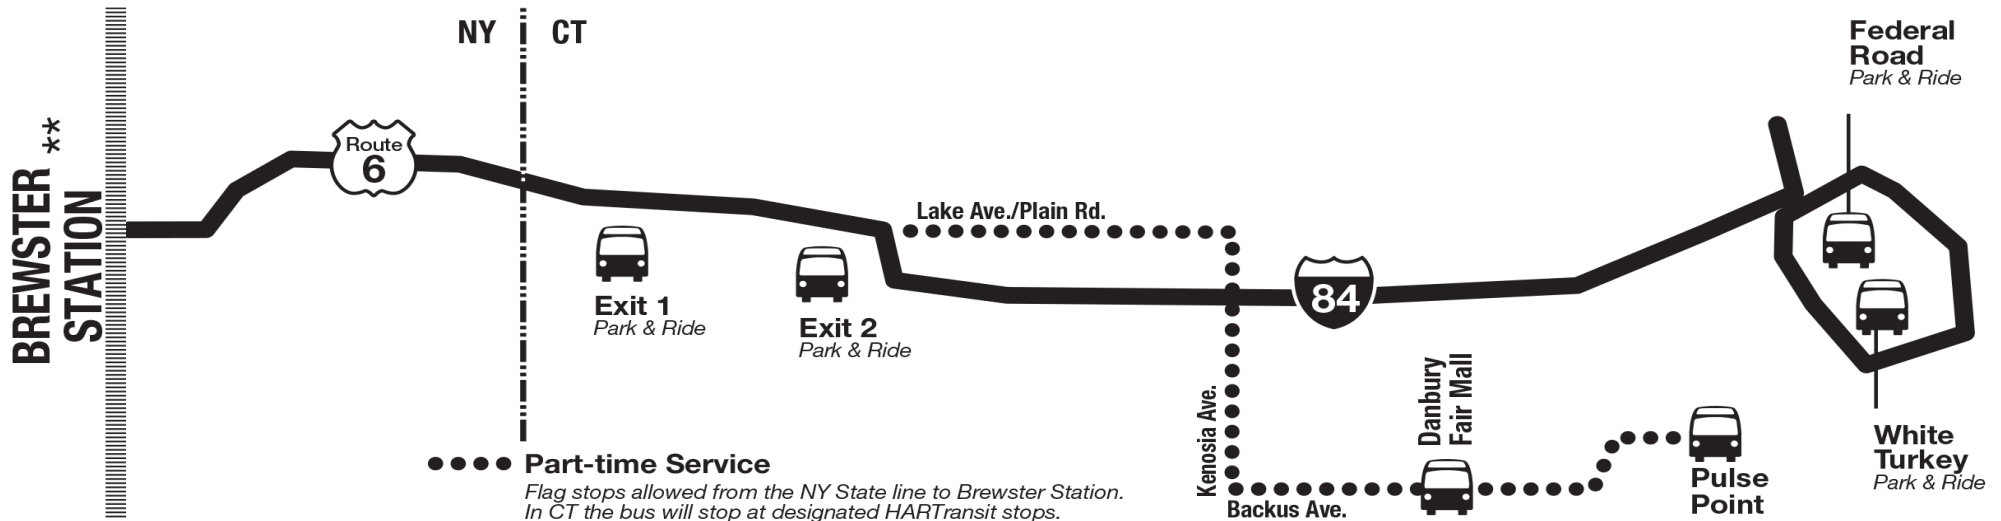 BREWSTER **
STATION
Route
6
NY
CT
Exit 1
Park & Ride
Exit 2
Park & Ride
Lake Ave./Plain Rd.
Kenosia Ave.
Backus Ave.
84
Danbury
Fair Mall
Pulse
Point
Federal
Road
Park & Ride
White
Turkey
Park & Ride
Part-time Service
Flag stops allowed from the NY State line to Brewster Station.
In CT the bus will stop at designated HARTransit stops.